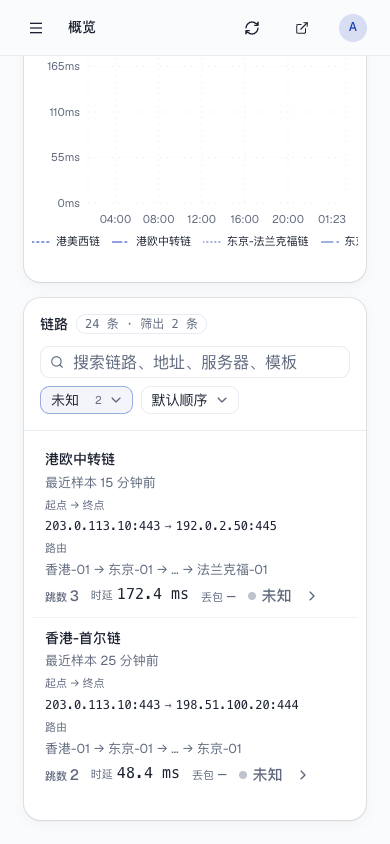 概览
A
165ms
110ms
55ms
0ms
04:00 08:00 12:00 16:00 20:00 01:23
港美西链 港欧中转链 东京-法兰克福链 东
链路 24 条 · 筛出 2 条
搜索链路、地址、服务器、模板
未知 2 默认顺序
港欧中转链
最近样本 15 分钟前
起点 → 终点
203.0.113.10:443 → 192.0.2.50:445
路由
香港-01 → 东京-01 → … → 法兰克福-01
跳数 3 时延 172.4 ms 丢包 — 未知
香港-首尔链
最近样本 25 分钟前
起点 → 终点
203.0.113.10:443 → 198.51.100.20:444
路由
香港-01 → 东京-01 → … → 东京-01
跳数 2 时延 48.4 ms 丢包 — 未知